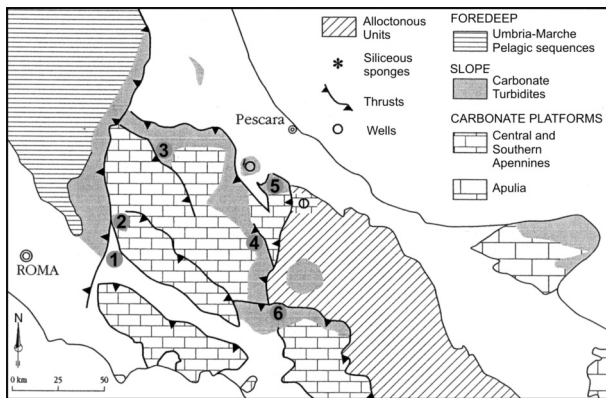 Alloctonous
Units
Siliceous
sponges
Thrusts
Wells
FOREDEEP
Umbria-Marche
Pelagic sequences
SLOPE
Carbonate
Turbidites
CARBONATE PLATFORMS
Central and
Southern
Apennines
Apulia
Pescara
3
5
2
4
1
ROMA
6
N
0 25 50
km